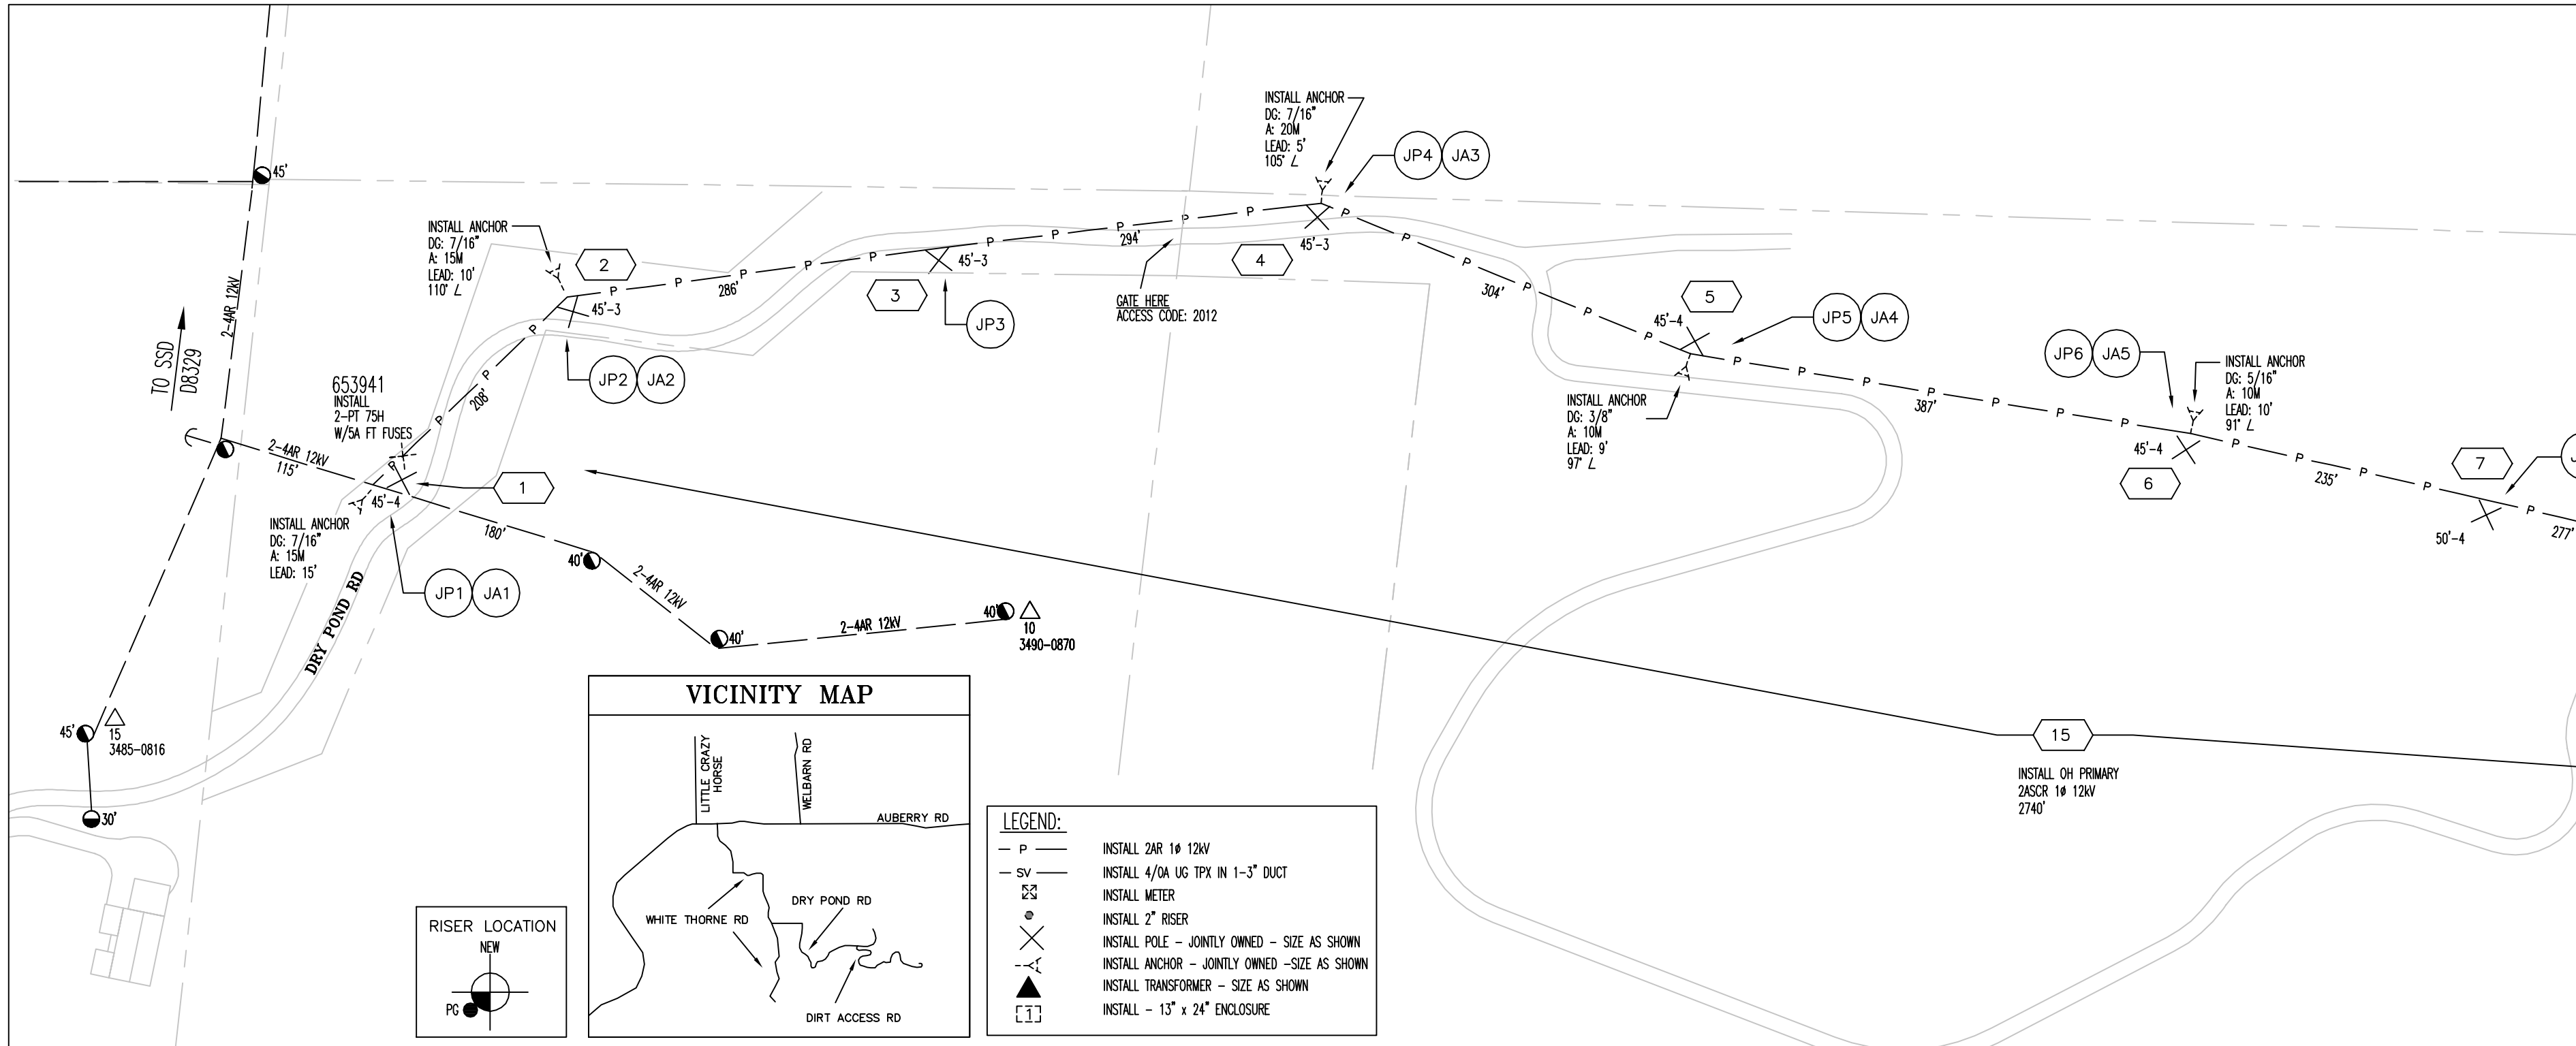 45'
2-4AR 12kV
TO SSD
D8329
INSTALL ANCHOR
DG: 7/16"
A: 15M
LEAD: 10'
110° ∠
2
45'-3
P
208'
286'
653941
INSTALL
2-PT 75H
W/5A FT FUSES
2-4AR 12kV
115'
45'-4
1
INSTALL ANCHOR
DG: 7/16"
A: 15M
LEAD: 15'
180'
JP1
JA1
JP2
JA2
3
45'-3
JP3
294'
GATE HERE
ACCESS CODE: 2012
4
45'-3
INSTALL ANCHOR
DG: 7/16"
A: 20M
LEAD: 5'
105° ∠
JP4
JA3
304'
5
45'-4
JP5
JA4
INSTALL ANCHOR
DG: 3/8"
A: 10M
LEAD: 9'
97° ∠
387'
JP6
JA5
INSTALL ANCHOR
DG: 5/16"
A: 10M
LEAD: 10'
91° ∠
45'-4
6
235'
7
50'-4
277'
40'
2-4AR 12kV
40'
2-4AR 12kV
40'
10
3490-0870
DRY POND RD
45'
15
3485-0816
30'
15
INSTALL OH PRIMARY
2ASCR 1ø 12kV
2740'
VICINITY MAP
LITTLE CRAZY
HORSE
WELBARN RD
AUBERRY RD
WHITE THORNE RD
DRY POND RD
DIRT ACCESS RD
RISER LOCATION
NEW
PG
LEGEND:
P INSTALL 2AR 1ø 12kV
SV INSTALL 4/0A UG TPX IN 1-3" DUCT
INSTALL METER
INSTALL 2" RISER
INSTALL POLE - JOINTLY OWNED - SIZE AS SHOWN
INSTALL ANCHOR - JOINTLY OWNED -SIZE AS SHOWN
INSTALL TRANSFORMER - SIZE AS SHOWN
1 INSTALL - 13" x 24" ENCLOSURE